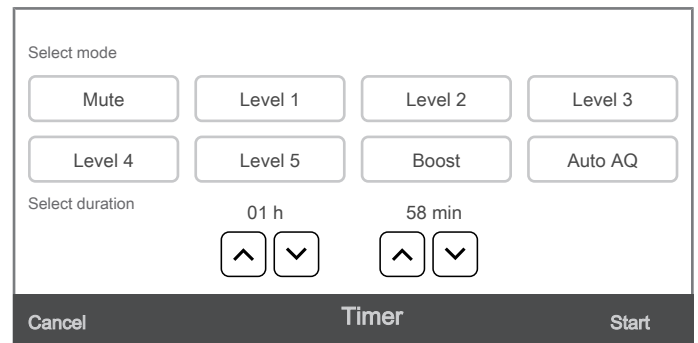 Select mode
Mute Level 1 Level 2 Level 3
Level 4 Level 5 Boost Auto AQ
Select duration 01 h 58 min
Cancel Timer Start